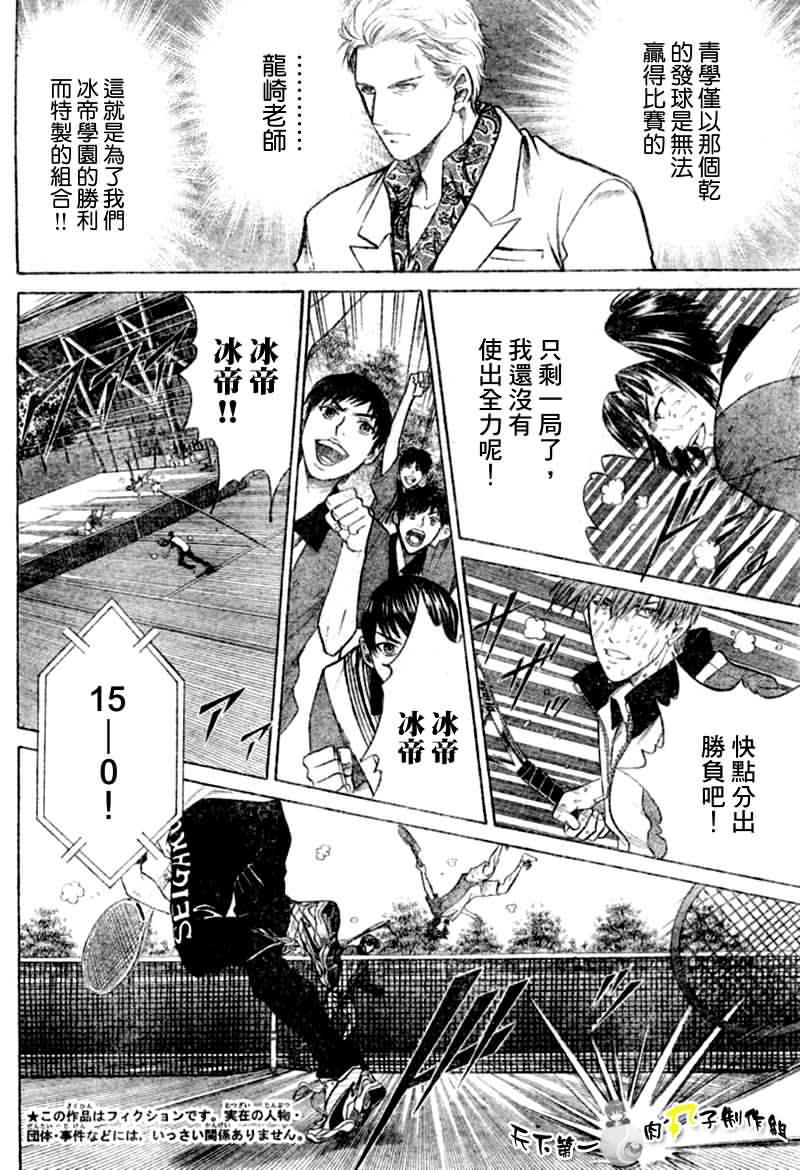 青學僅以那個乾
的發球是無法
贏得比賽的
…………
龍崎老師
這就是為了我們
冰帝學園的勝利
而特製的組合!!
只剩一局了，
我還沒有
使出全力呢！
冰帝
冰帝!!
快點分出
勝負吧！
冰帝
冰帝
15—0！
SEIGAKU
★この作品はフィクションです。実在の人物・
団体・事件などには、いっさい関係ありません。
天下第一
肉丸子制作組